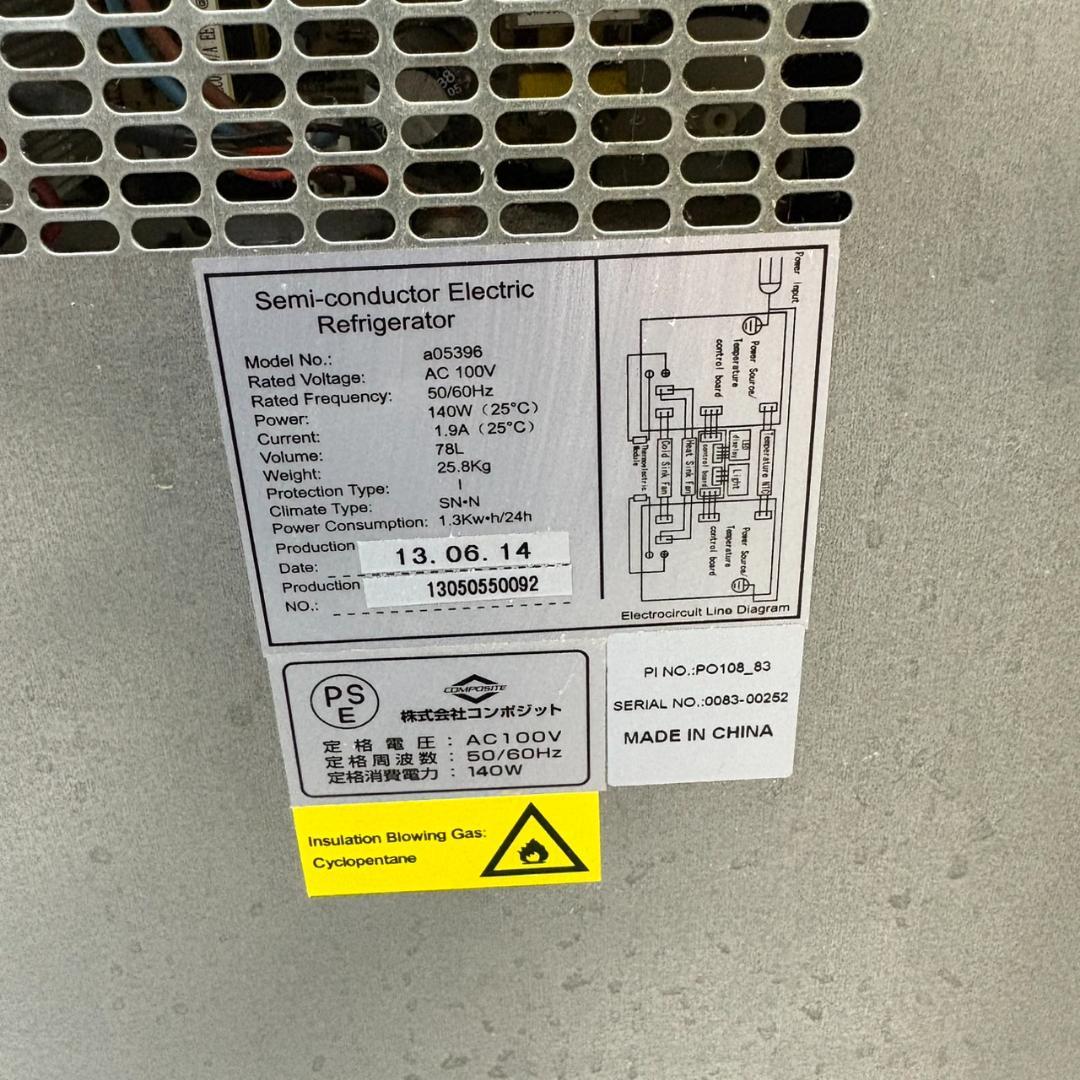 Semi-conductor Electric
Refrigerator
Model No.: a05396
Rated Voltage: AC 100V
Rated Frequency: 50/60Hz
Power: 140W (25°C)
Current: 1.9A (25°C)
Volume: 78L
Weight: 25.8Kg
Protection Type: I
Climate Type: SN•N
Power Consumption: 1.3Kw•h/24h
Production
Date: 13.06.14
Production
NO.: 13050550092
Power Input
Power Source/
Temperature
control board
Temperature NTC
LED
display
Light
control board
Heat Sink Fan
Cold Sink Fan
Thermoelectric
Module
Power Source/
Temperature
control board
Electrocircuit Line Diagram
PS
E
COMPOSITE
株式会社コンポジット
定格電圧:AC100V
定格周波数:50/60Hz
定格消費電力:140W
PI NO.:PO108_83
SERIAL NO.:0083-00252
MADE IN CHINA
Insulation Blowing Gas:
Cyclopentane